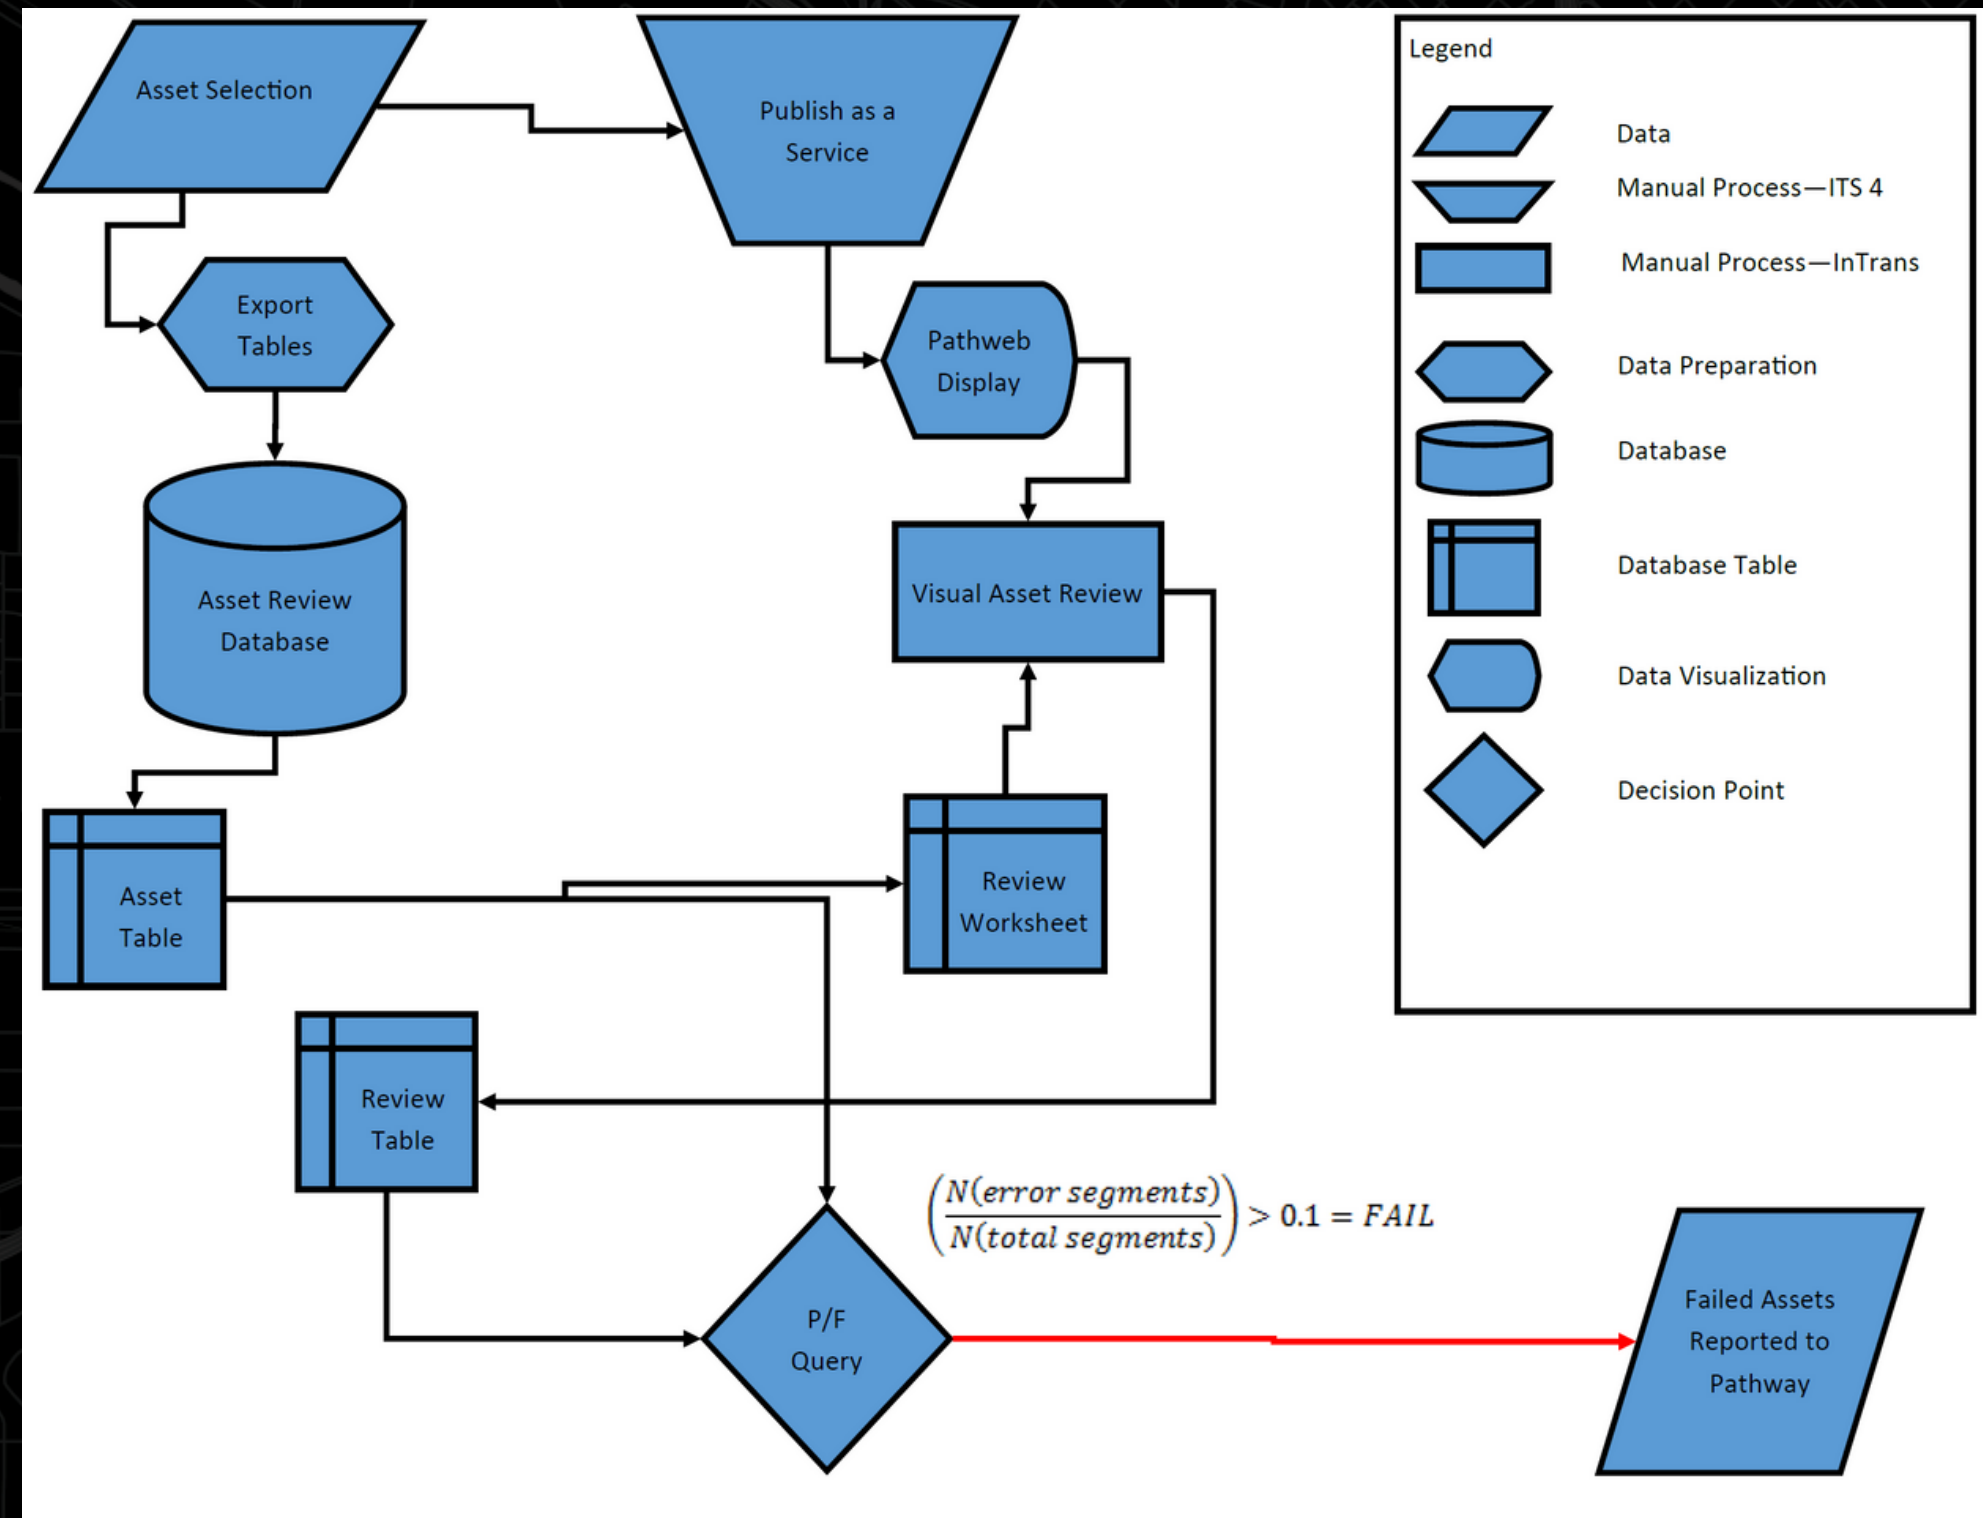 Asset Selection
Publish as a
Service
Export
Tables
Pathweb
Display
Asset Review
Database
Visual Asset Review
Asset
Table
Review
Worksheet
Review
Table
P/F
Query
(N(error segments)
N(total segments)) > 0.1 = FAIL
Failed Assets
Reported to
Pathway
Legend
Data
Manual Process—ITS 4
Manual Process—InTrans
Data Preparation
Database
Database Table
Data Visualization
Decision Point